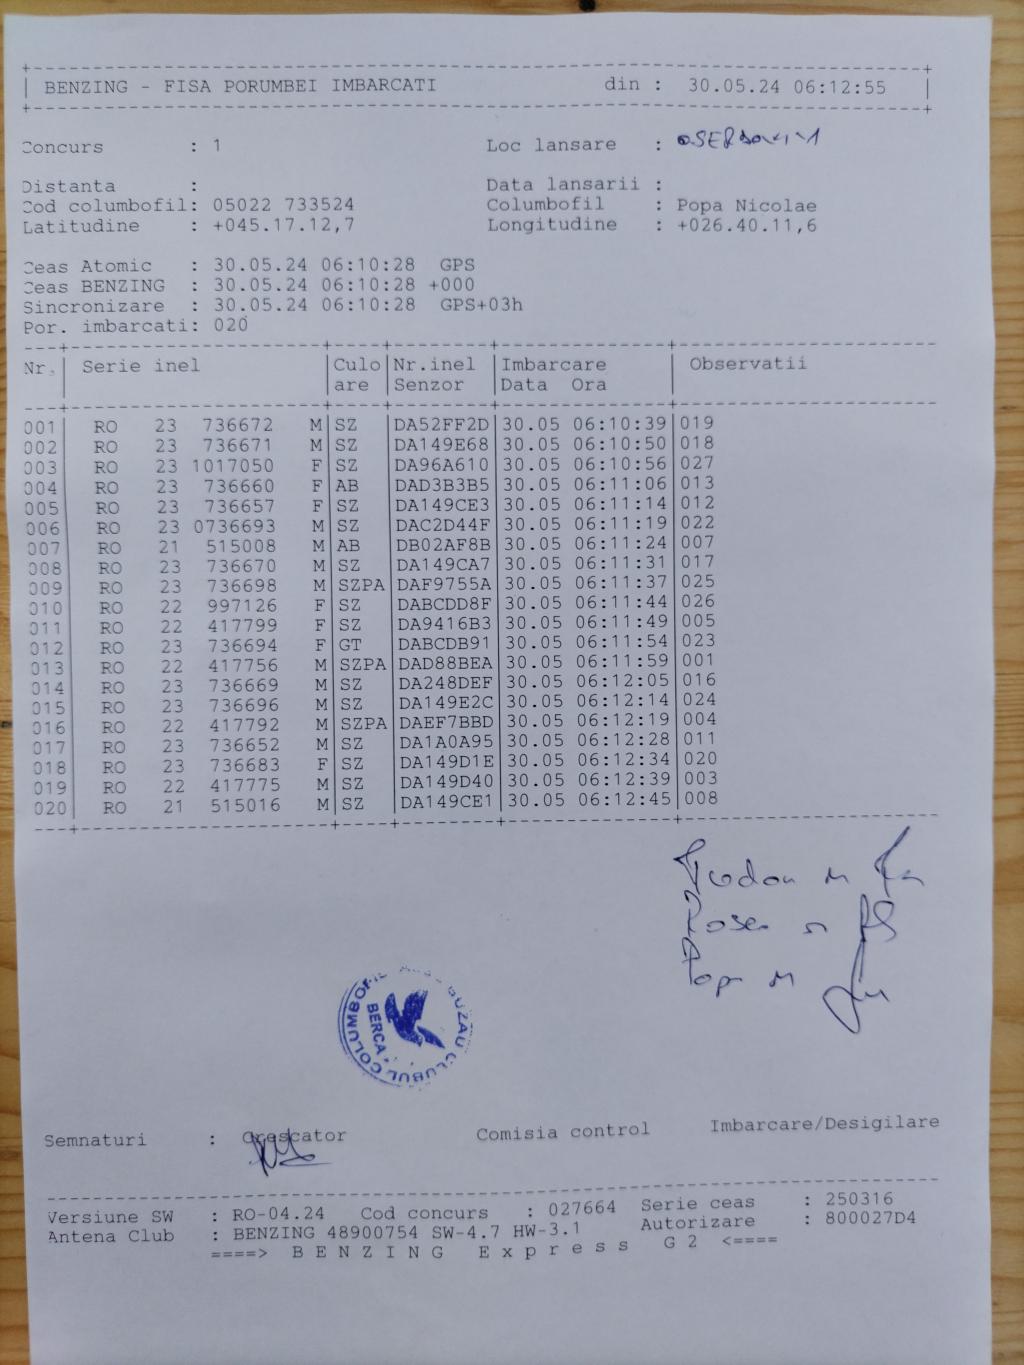 BENZING - FISA PORUMBEI IMBARCATI din : 30.05.24 06:12:55
Concurs : 1 Loc lansare :
Distanta : Data lansarii :
Cod columbofil: 05022 733524 Columbofil : Popa Nicolae
Latitudine : +045.17.12,7 Longitudine : +026.40.11,6
Ceas Atomic : 30.05.24 06:10:28 GPS
Ceas BENZING : 30.05.24 06:10:28 +000
Sincronizare : 30.05.24 06:10:28 GPS+03h
Por. imbarcati: 020
Nr. Serie inel Culo Nr.inel Imbarcare Observatii
are Senzor Data Ora
001 RO 23 736672 M SZ DA52FF2D 30.05 06:10:39 019
002 RO 23 736671 M SZ DA149E68 30.05 06:10:50 018
003 RO 23 1017050 F SZ DA96A610 30.05 06:10:56 027
004 RO 23 736660 F AB DAD3B3B5 30.05 06:11:06 013
005 RO 23 736657 F SZ DA149CE3 30.05 06:11:14 012
006 RO 23 0736693 M SZ DAC2D44F 30.05 06:11:19 022
007 RO 21 515008 M AB DB02AF8B 30.05 06:11:24 007
008 RO 23 736670 M SZ DA149CA7 30.05 06:11:31 017
009 RO 23 736698 M SZPA DAF9755A 30.05 06:11:37 025
010 RO 22 997126 F SZ DABCDD8F 30.05 06:11:44 026
011 RO 22 417799 F SZ DA9416B3 30.05 06:11:49 005
012 RO 23 736694 F GT DABCDB91 30.05 06:11:54 023
013 RO 22 417756 M SZPA DAD88BEA 30.05 06:11:59 001
014 RO 23 736669 M SZ DA248DEF 30.05 06:12:05 016
015 RO 23 736696 M SZ DA149E2C 30.05 06:12:14 024
016 RO 22 417792 M SZPA DAEF7BBD 30.05 06:12:19 004
017 RO 23 736652 M SZ DA1A0A95 30.05 06:12:28 011
018 RO 23 736683 F SZ DA149D1E 30.05 06:12:34 020
019 RO 22 417775 M SZ DA149D40 30.05 06:12:39 003
020 RO 21 515016 M SZ DA149CE1 30.05 06:12:45 008
BUZAU CLUBUL COLUMBOFIL
BERCA
Semnaturi : Crescator Comisia control Imbarcare/Desigilare
Versiune SW : RO-04.24 Cod concurs : 027664 Serie ceas : 250316
Antena Club : BENZING 48900754 SW-4.7 HW-3.1 Autorizare : 800027D4
====> BENZING Express G2 <====